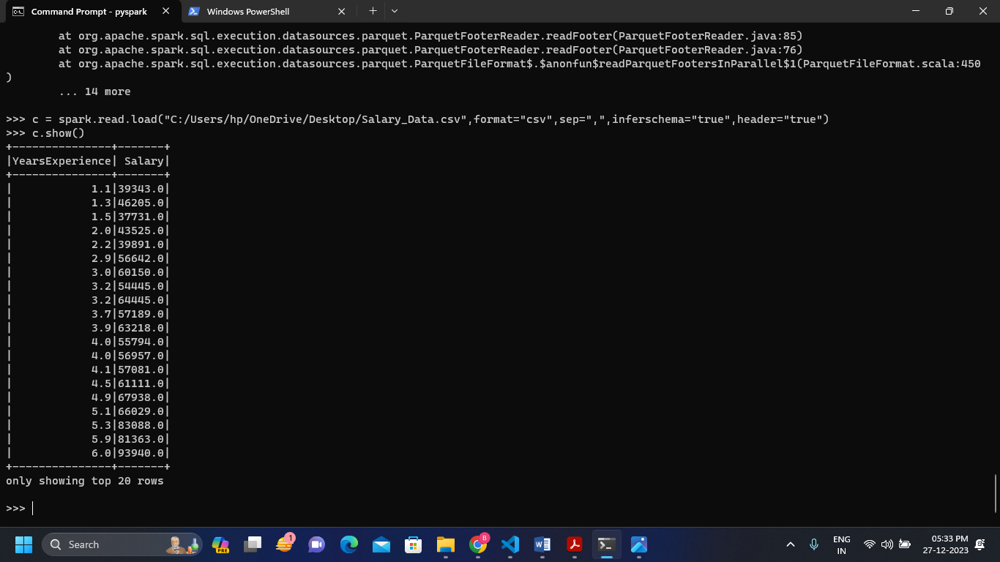 Command Prompt - pyspark
Windows PowerShell
at org.apache.spark.sql.execution.datasources.parquet.ParquetFooterReader.readFooter(ParquetFooterReader.java:85)
at org.apache.spark.sql.execution.datasources.parquet.ParquetFooterReader.readFooter(ParquetFooterReader.java:76)
at org.apache.spark.sql.execution.datasources.parquet.ParquetFileFormat$.$anonfun$readParquetFootersInParallel$1(ParquetFileFormat.scala:450
)
... 14 more
>>> c = spark.read.load("C:/Users/hp/OneDrive/Desktop/Salary_Data.csv",format="csv",sep=",",inferschema="true",header="true")
>>> c.show()
+---------------+-------+
|YearsExperience| Salary|
+---------------+-------+
|            1.1|39343.0|
|            1.3|46205.0|
|            1.5|37731.0|
|            2.0|43525.0|
|            2.2|39891.0|
|            2.9|56642.0|
|            3.0|60150.0|
|            3.2|54445.0|
|            3.2|64445.0|
|            3.7|57189.0|
|            3.9|63218.0|
|            4.0|55794.0|
|            4.0|56957.0|
|            4.1|57081.0|
|            4.5|61111.0|
|            4.9|67938.0|
|            5.1|66029.0|
|            5.3|83088.0|
|            5.9|81363.0|
|            6.0|93940.0|
+---------------+-------+
only showing top 20 rows
>>>
Search
PRE
1
B
ENG
IN
05:33 PM
27-12-2023